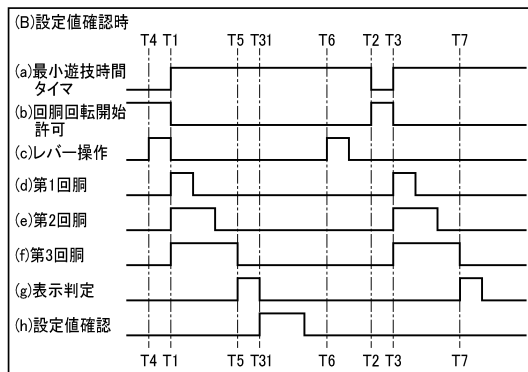 (B)設定値確認時
T4 T1 T5 T31 T6 T2 T3 T7
(a)最小遊技時間
タイマ
(b)回胴回転開始
許可
(c)レバー操作
(d)第1回胴
(e)第2回胴
(f)第3回胴
(g)表示判定
(h)設定値確認
T4 T1 T5 T31 T6 T2 T3 T7